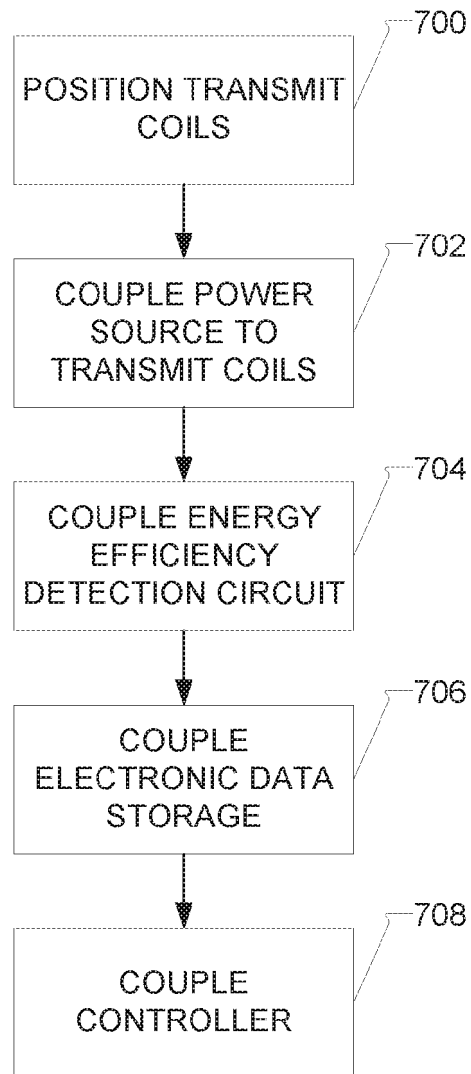 700
POSITION TRANSMIT
COILS
702
COUPLE POWER
SOURCE TO
TRANSMIT COILS
704
COUPLE ENERGY
EFFICIENCY
DETECTION CIRCUIT
706
COUPLE
ELECTRONIC DATA
STORAGE
708
COUPLE
CONTROLLER